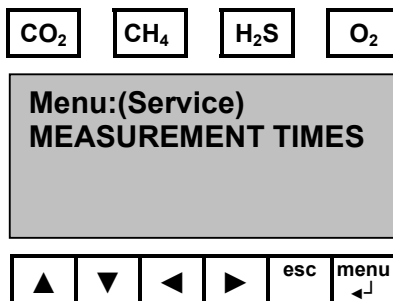 CO₂ CH₄ H₂S O₂
Menu:(Service)
MEASUREMENT TIMES
▲ ▼ ◄ ► esc menu
↵